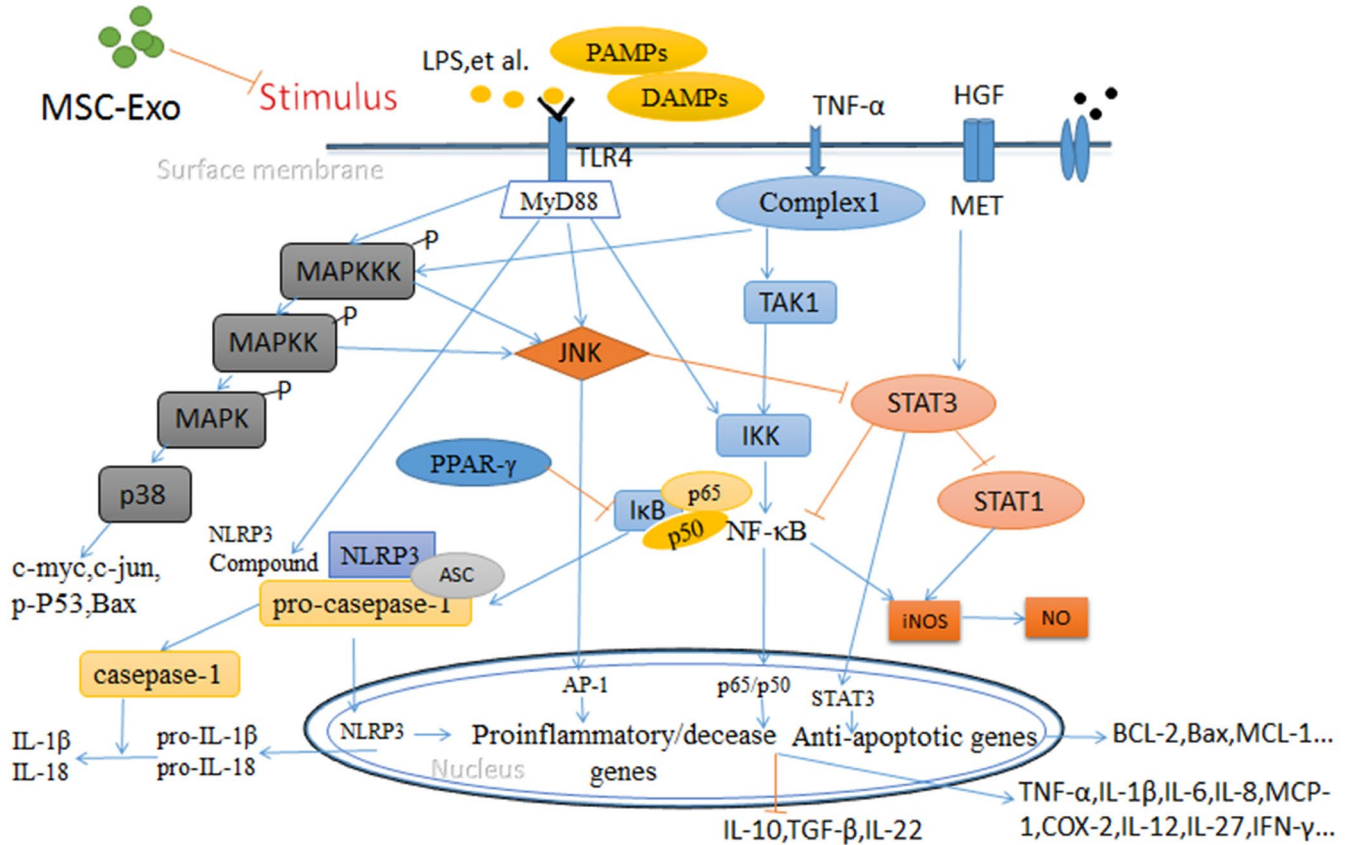 PAMPs
LPS,et al.
DAMPs
MSC-Exo
Stimulus
TNF-α
HGF
Surface membrane
TLR4
MyD88
Complex1
MET
P
MAPKKK
TAK1
P
MAPKK
JNK
P
MAPK
STAT3
IKK
PPAR-γ
p38
p65
IκB
p50
NF-κB
STAT1
NLRP3
Compound
NLRP3
ASC
c-myc,c-jun,
p-P53,Bax
pro-casepase-1
iNOS
NO
casepase-1
AP-1
p65/p50
STAT3
IL-1β
IL-18
pro-IL-1β
pro-IL-18
NLRP3
Proinflammatory/decease
genes
Anti-apoptotic genes
BCL-2,Bax,MCL-1...
Nucleus
TNF-α,IL-1β,IL-6,IL-8,MCP-
1,COX-2,IL-12,IL-27,IFN-γ...
IL-10,TGF-β,IL-22